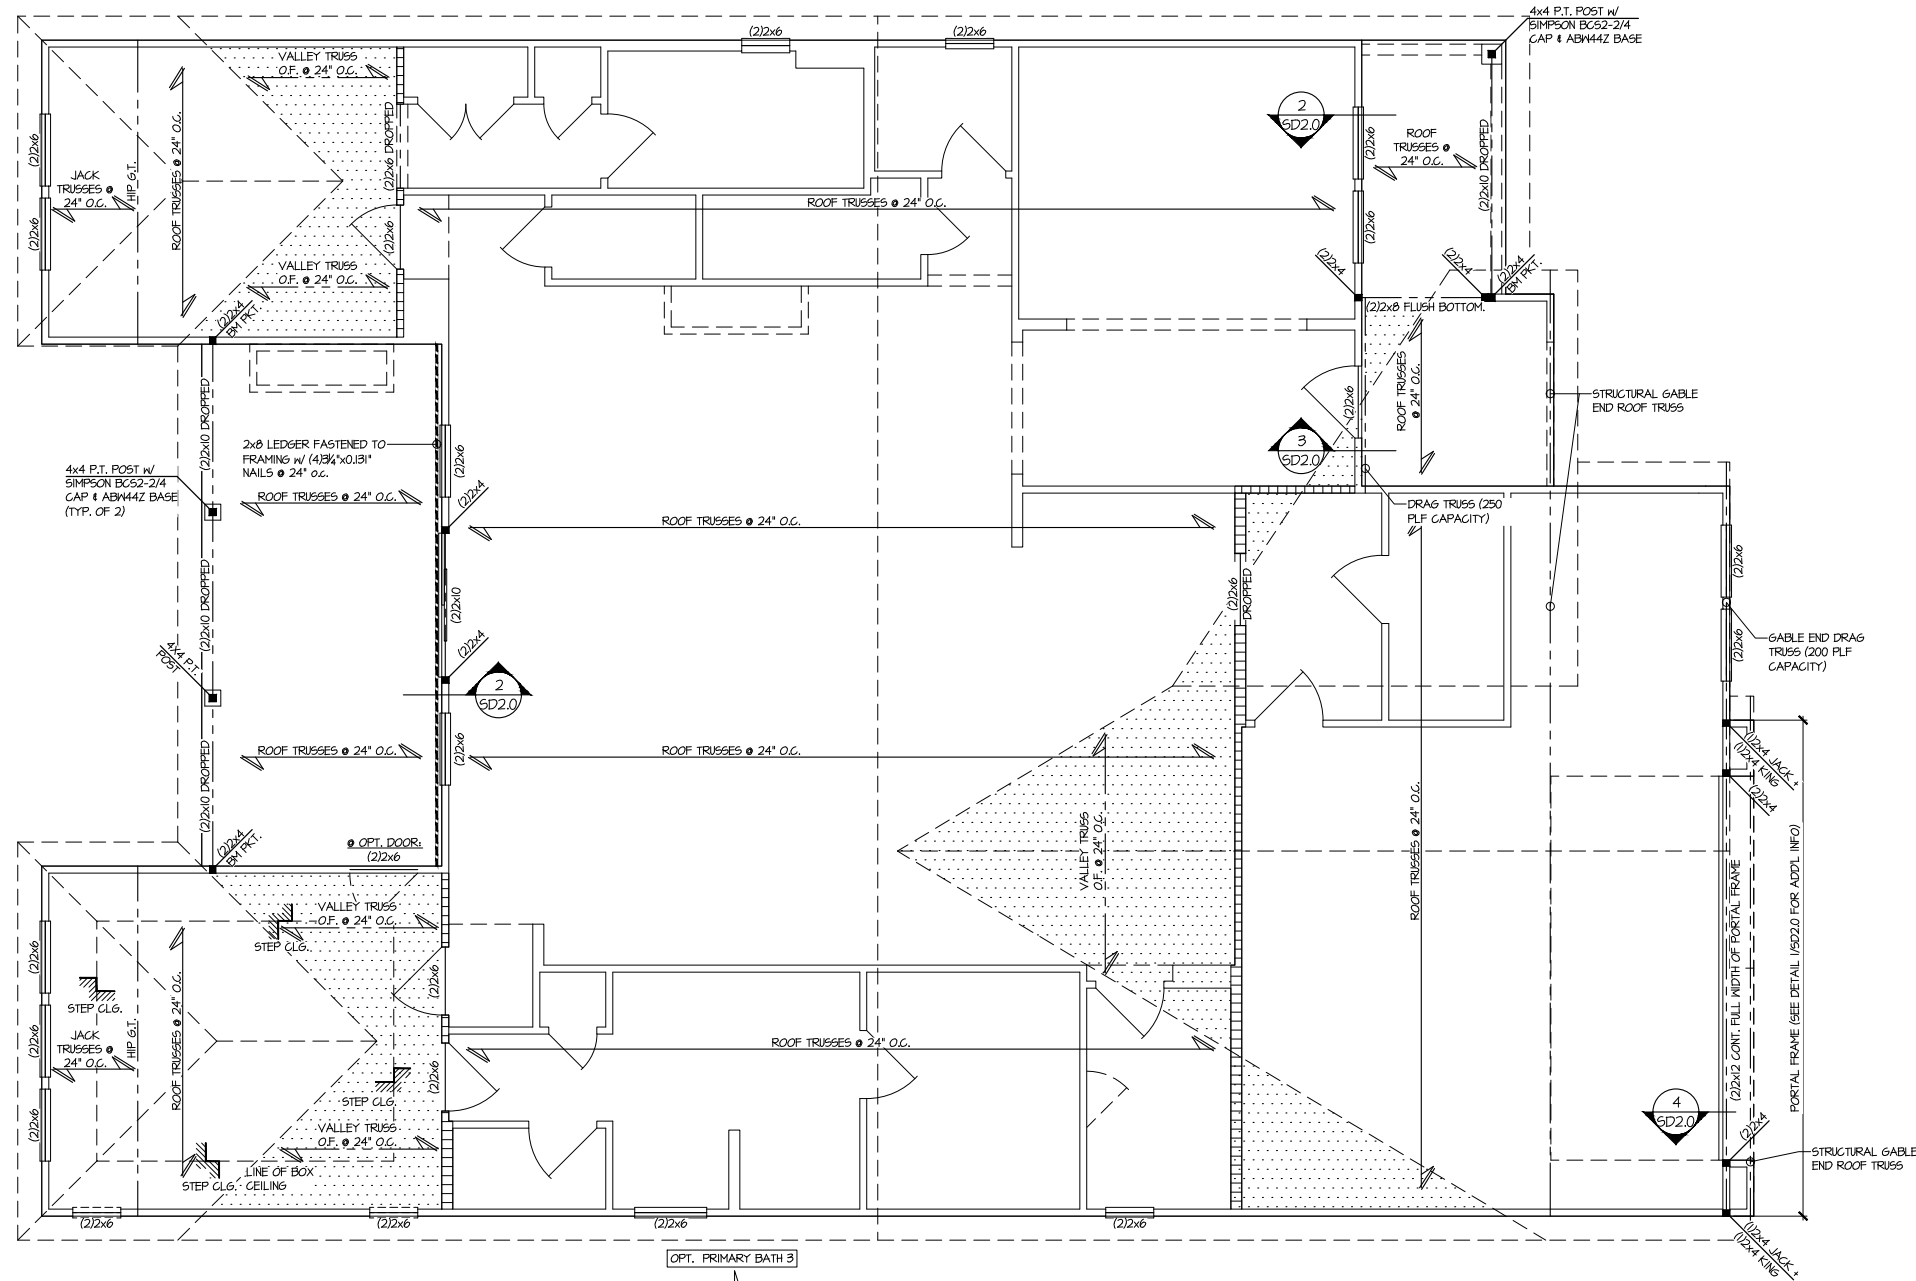 4x4 P.T. POST W/
SIMPSON BCS2-2/4
CAP & ABW44Z BASE
(2)2x6
(2)2x6
VALLEY TRUSS
O.F. @ 24" O.C.
2
SD2.0
ROOF
TRUSSES @
24" O.C.
(2)2x6
(2)2x6
(2)2x10 DROPPED
(2)2x6 DROPPED
(2)2x6
(2)2x6
(2)2x6
JACK
TRUSSES @
24" O.C.
HIP G.T.
ROOF TRUSSES @ 24" O.C.
ROOF TRUSSES @ 24" O.C.
VALLEY TRUSS
O.F. @ 24" O.C.
(2)2x4
BM PKT.
(2)2x4
(2)2x4
(2)2x4
(BM PKT.
(2)2x8 FLUSH BOTTOM.
ROOF TRUSSES
@ 24" O.C.
STRUCTURAL GABLE
END ROOF TRUSS
(2)2x6
3
SD2.0
(2)2x10 DROPPED
2x8 LEDGER FASTENED TO
FRAMING W/ (4)3¼"x0.131"
NAILS @ 24" o.c.
(2)2x6
(2)2x4
4x4 P.T. POST W/
SIMPSON BCS2-2/4
CAP & ABW44Z BASE
(TYP. OF 2)
ROOF TRUSSES @ 24" O.C.
ROOF TRUSSES @ 24" O.C.
DRAG TRUSS (250
PLF CAPACITY)
(2)2x6
(2)2x6
DROPPED
(2)2x10 DROPPED
(2)2x10
(2)2x4
4X4 P.T.
POST
(2)2x6
GABLE END DRAG
TRUSS (200 PLF
CAPACITY)
2
SD2.0
ROOF TRUSSES @ 24" O.C.
(2)2x6
ROOF TRUSSES @ 24" O.C.
(2)2x10 DROPPED
(1)2x4 JACK +
(1)2x4 KING
(2)2x4
VALLEY TRUSS
O.F. @ 24" O.C.
ROOF TRUSSES @ 24" O.C.
(2)2x12 CONT. FULL WIDTH OF PORTAL FRAME
PORTAL FRAME (SEE DETAIL 1/SD2.0 FOR ADD'L INFO)
(2)2x4
BM PKT.
@ OPT. DOOR:
(2)2x6
VALLEY TRUSS
O.F. @ 24" O.C.
STEP CLG.
(2)2x6
(2)2x6
STEP CLG.
JACK
TRUSSES @
24" O.C.
HIP G.T.
ROOF TRUSSES @ 24" O.C.
(2)2x6
(2)2x6
ROOF TRUSSES @ 24" O.C.
(2)2x6
STEP CLG.
(2)2x6
VALLEY TRUSS
O.F. @ 24" O.C.
LINE OF BOX
CEILING
STEP CLG.
4
SD2.0
(2)2x4
STRUCTURAL GABLE
END ROOF TRUSS
(2)2x6
(2)2x6
(2)2x6
(2)2x6
(1)2x4 JACK +
(1)2x4 KING
OPT. PRIMARY BATH 3